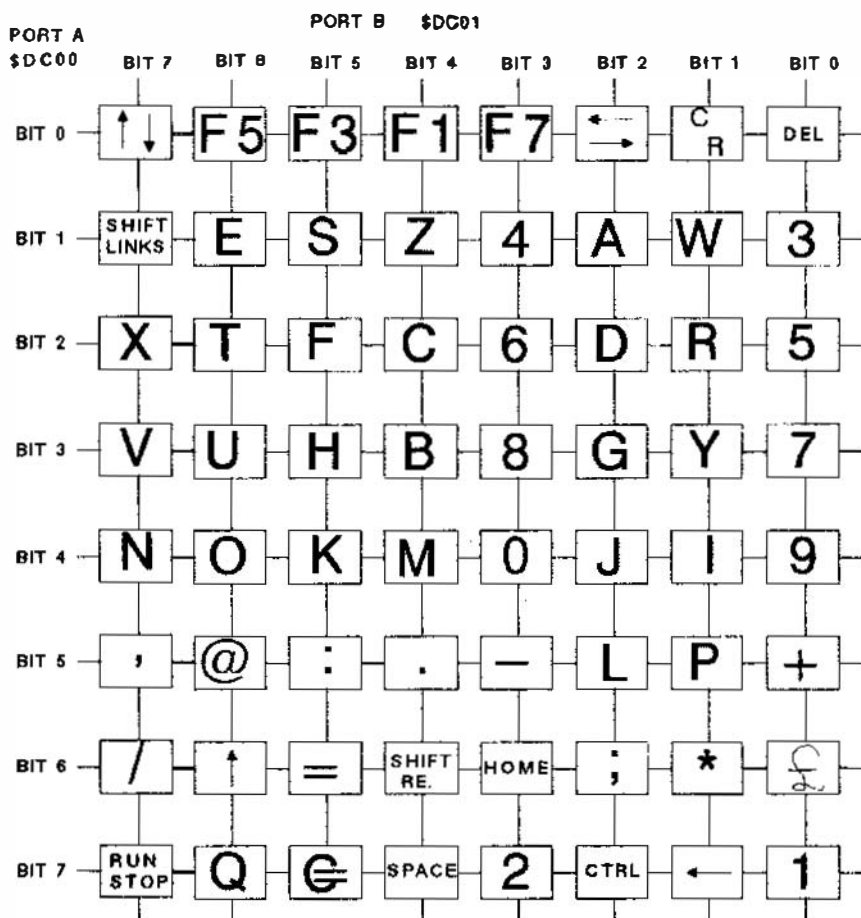 PORT B $DC01
PORT A
$DC00 BIT 7 BIT 6 BIT 5 BIT 4 BIT 3 BIT 2 BIT 1 BIT 0
BIT 0 ↑↓ F5 F3 F1 F7 ←→ CR DEL
BIT 1 SHIFT LINKS E S Z 4 A W 3
BIT 2 X T F C 6 D R 5
BIT 3 V U H B 8 G Y 7
BIT 4 N O K M 0 J I 9
BIT 5 , @ : . – L P +
BIT 6 / ↑ = SHIFT RE. HOME ; * £
BIT 7 RUN STOP Q C= SPACE 2 CTRL ← 1